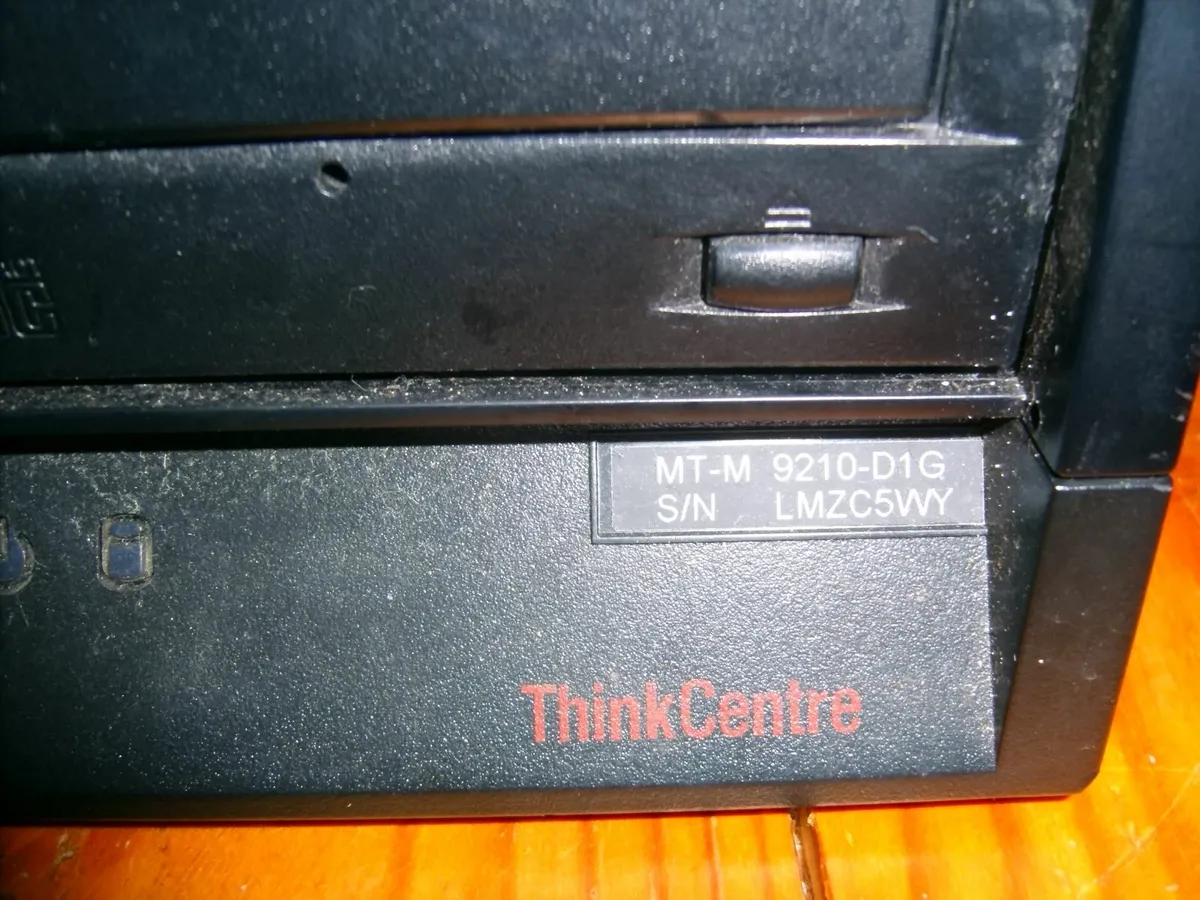 MT-M 9210-D1G
S/N LMZC5WY
ThinkCentre